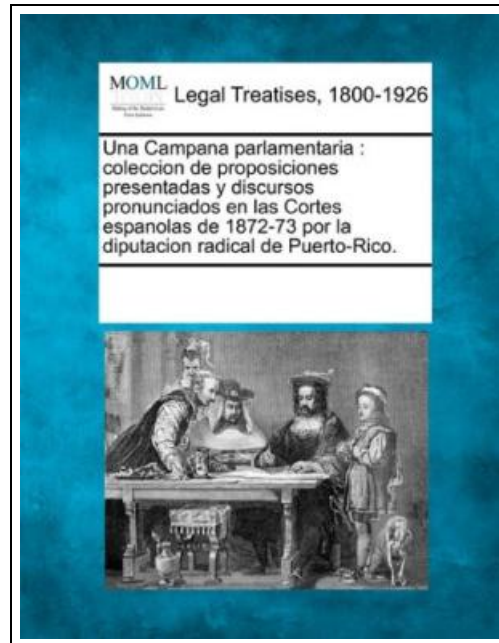 MOML
Legal Treatises, 1800-1926
Una Campana parlamentaria :
coleccion de proposiciones
presentadas y discursos
pronunciados en las Cortes
espanolas de 1872-73 por la
diputacion radical de Puerto-Rico.